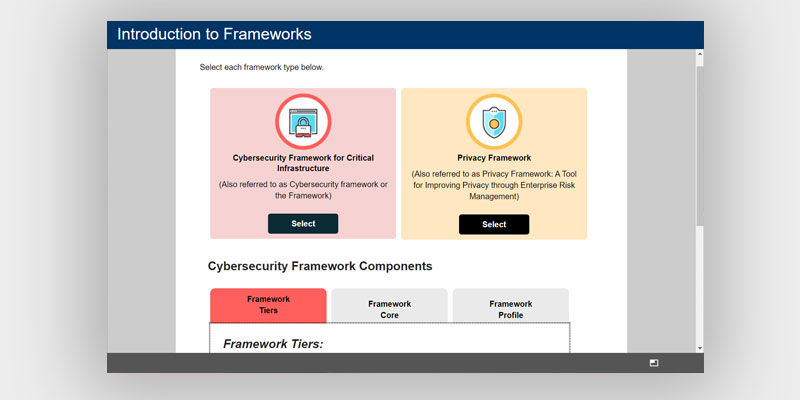 Introduction to Frameworks
Select each framework type below.
Cybersecurity Framework for Critical
Infrastructure
(Also referred to as Cybersecurity framework or
the Framework)
Select
Privacy Framework
(Also referred to as Privacy Framework: A Tool
for Improving Privacy through Enterprise Risk
Management)
Select
Cybersecurity Framework Components
Framework
Tiers
Framework
Core
Framework
Profile
Framework Tiers: